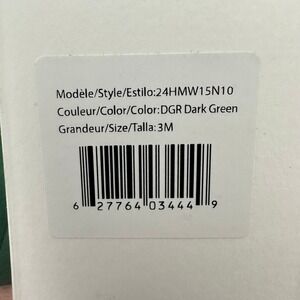 Modèle/Style/Estilo:24HMW15N10
Couleur/Color/Color:DGR Dark Green
Grandeur/Size/Talla:3M
6 27764 03444 9